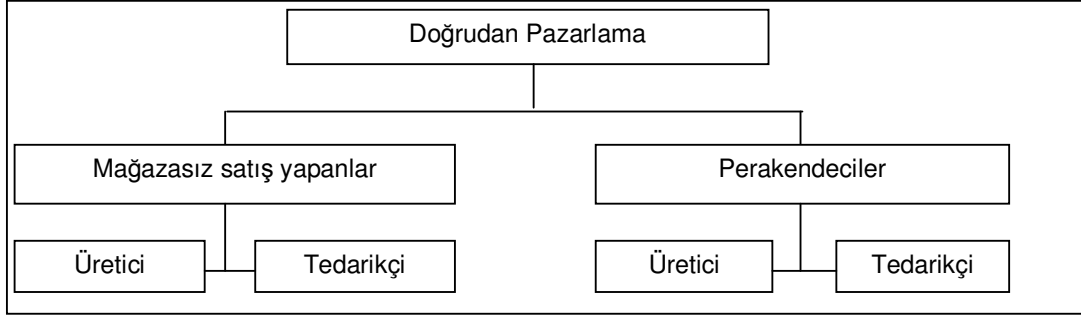 Doğrudan Pazarlama
Mağazasız satış yapanlar
Perakendeciler
Üretici
Tedarikçi
Üretici
Tedarikçi